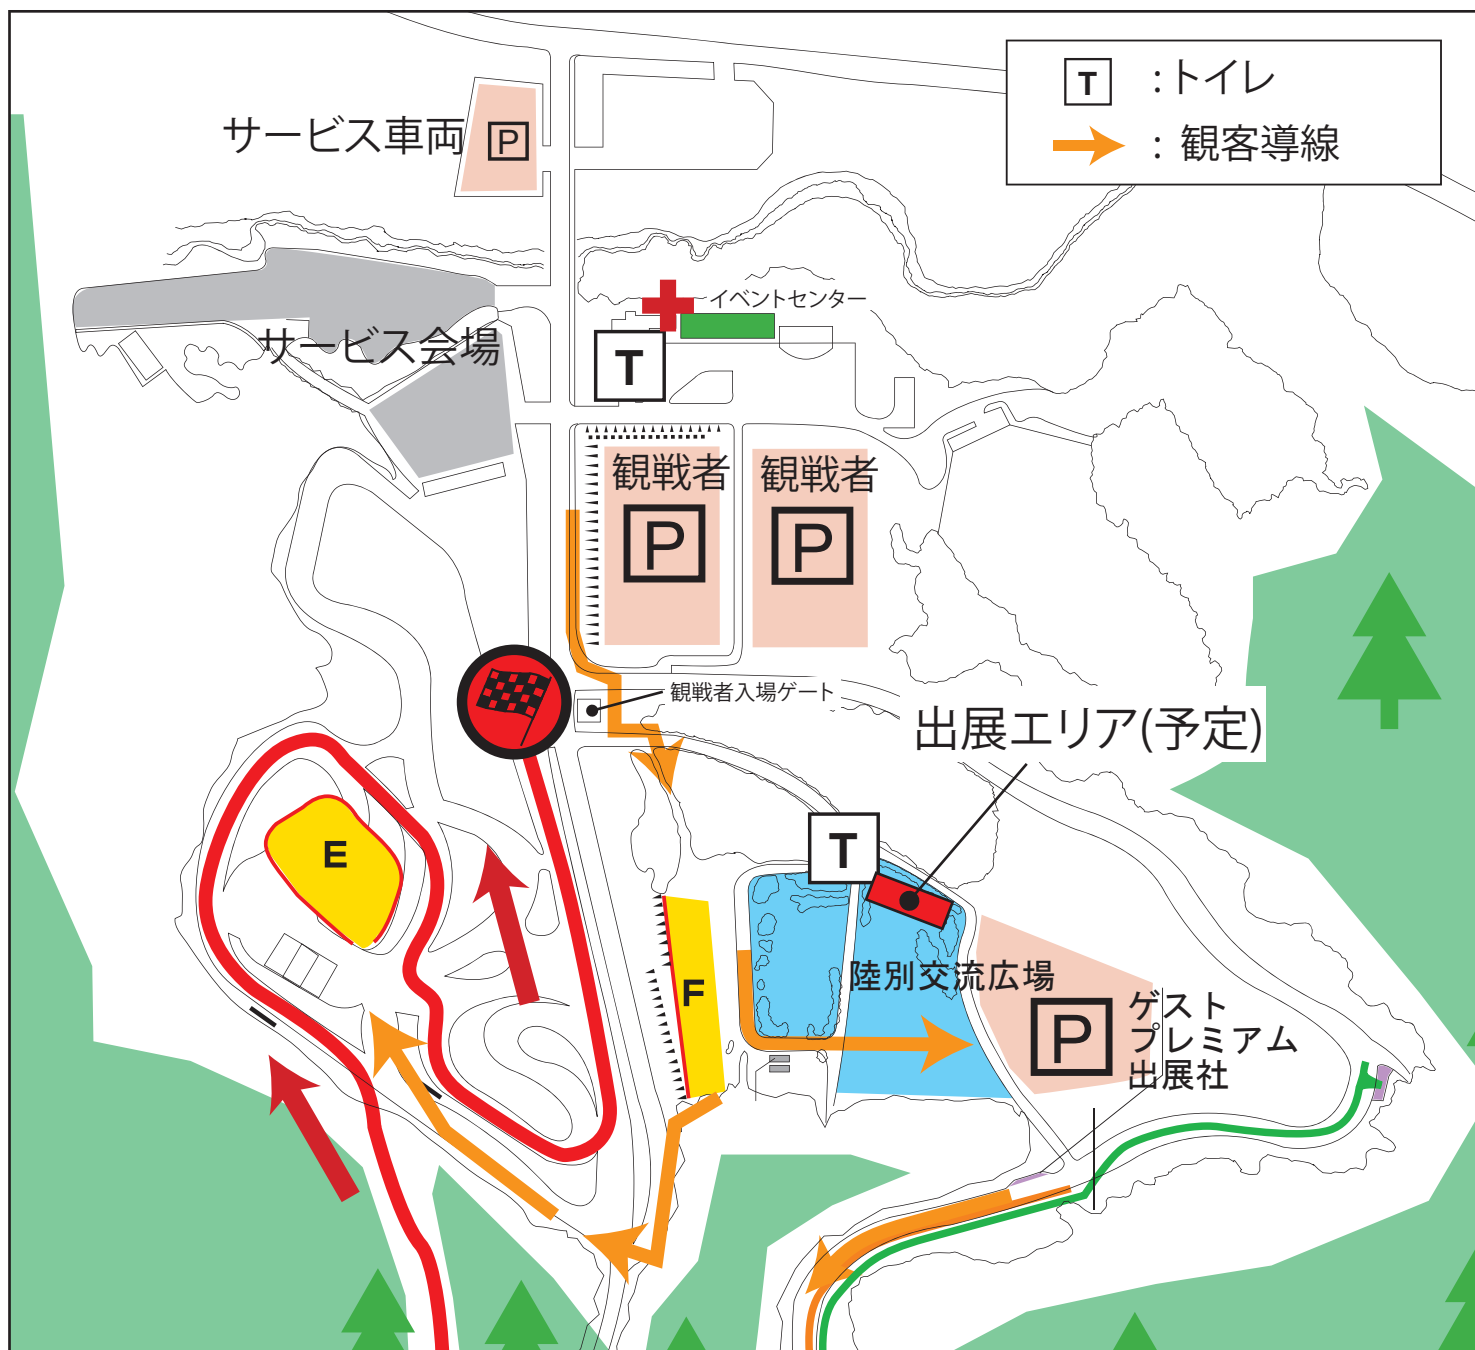 T :トイレ
:観客導線
サービス車両 P
イベントセンター
T
サービス会場
観戦者 観戦者
P P
観戦者入場ゲート
出展エリア(予定)
T
E
F
陸別交流広場
P
ゲスト
プレミアム
出展社